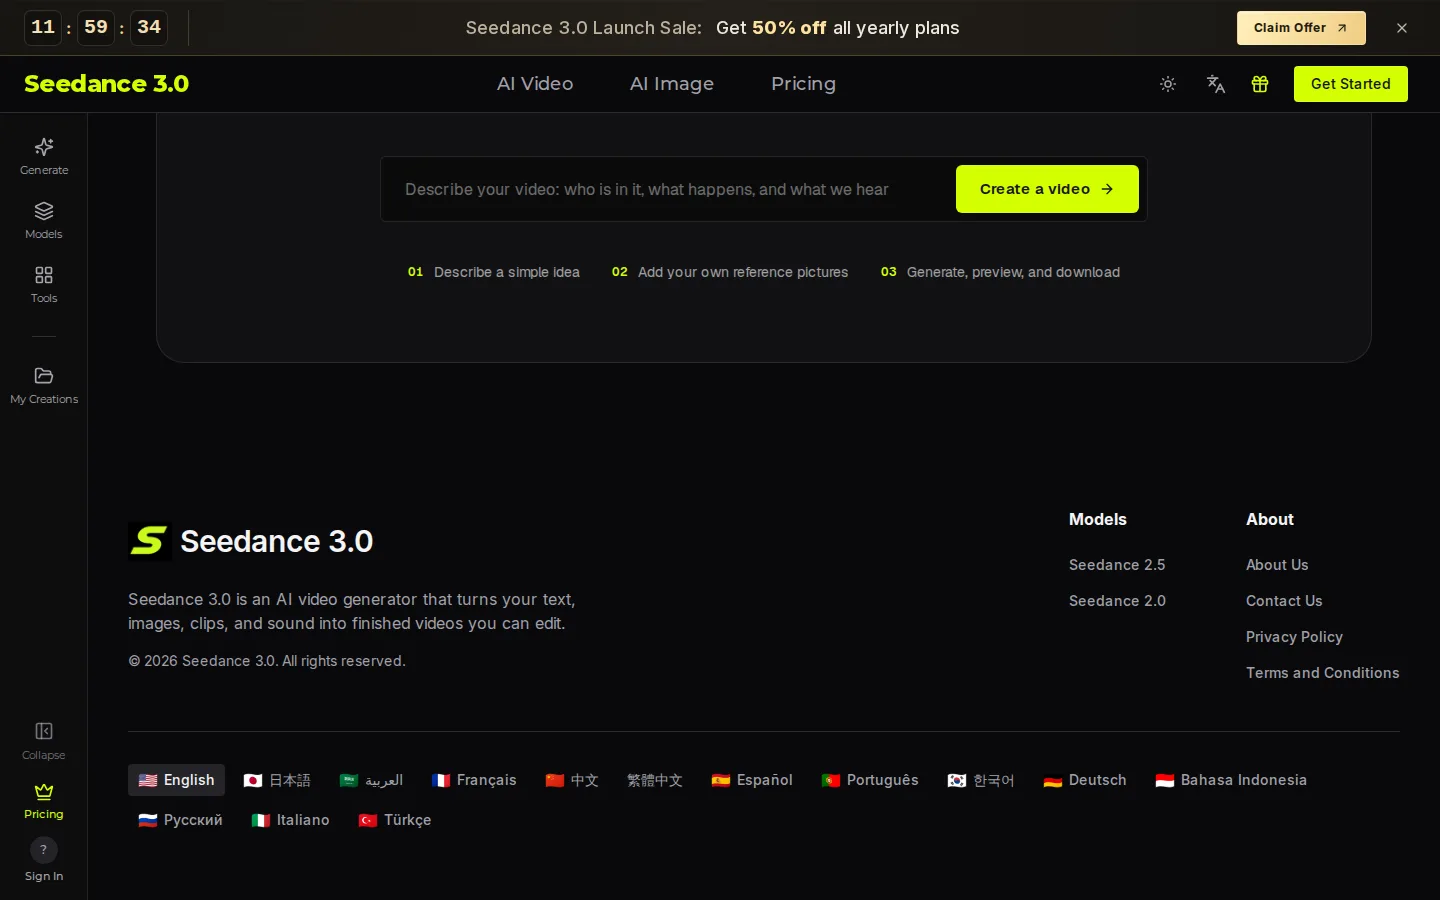 11 : 59 : 34
Seedance 3.0 Launch Sale: Get 50% off all yearly plans
Claim Offer
Seedance 3.0
AI Video
AI Image
Pricing
Get Started
Generate
Models
Tools
My Creations
Collapse
Pricing
?
Sign In
Describe your video: who is in it, what happens, and what we hear
Create a video
01 Describe a simple idea
02 Add your own reference pictures
03 Generate, preview, and download
S Seedance 3.0
Seedance 3.0 is an AI video generator that turns your text,
images, clips, and sound into finished videos you can edit.
© 2026 Seedance 3.0. All rights reserved.
Models
Seedance 2.5
Seedance 2.0
About
About Us
Contact Us
Privacy Policy
Terms and Conditions
English 日本語 العربية Français 中文 繁體中文 Español Português 한국어 Deutsch Bahasa Indonesia
Русский Italiano Türkçe